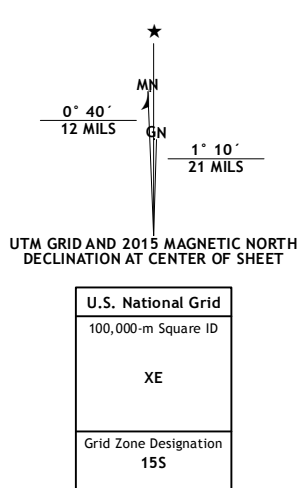 ★
MN
0° 40´
12 MILS
GN
1° 10´
21 MILS
UTM GRID AND 2015 MAGNETIC NORTH
DECLINATION AT CENTER OF SHEET
U.S. National Grid
100,000-m Square ID
XE
Grid Zone Designation
15S